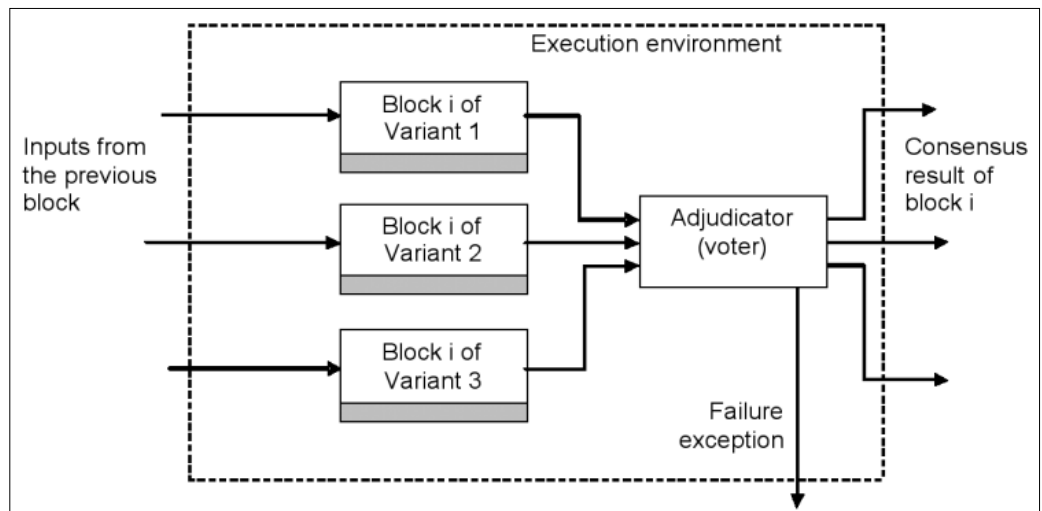 Execution environment
Block i of
Variant 1
Inputs from
the previous
block
Consensus
result of
block i
Adjudicator
(voter)
Block i of
Variant 2
Block i of
Variant 3
Failure
exception